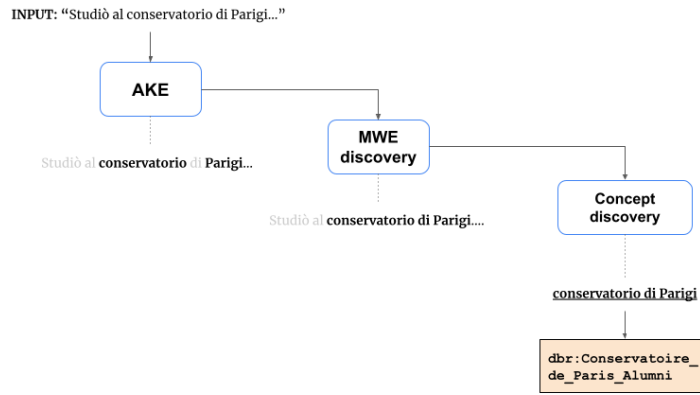 INPUT: “Studiò al conservatorio di Parigi...”
AKE
Studiò al conservatorio di Parigi...
MWE
discovery
Studiò al conservatorio di Parigi....
Concept
discovery
conservatorio di Parigi
dbr:Conservatoire_
de_Paris_Alumni